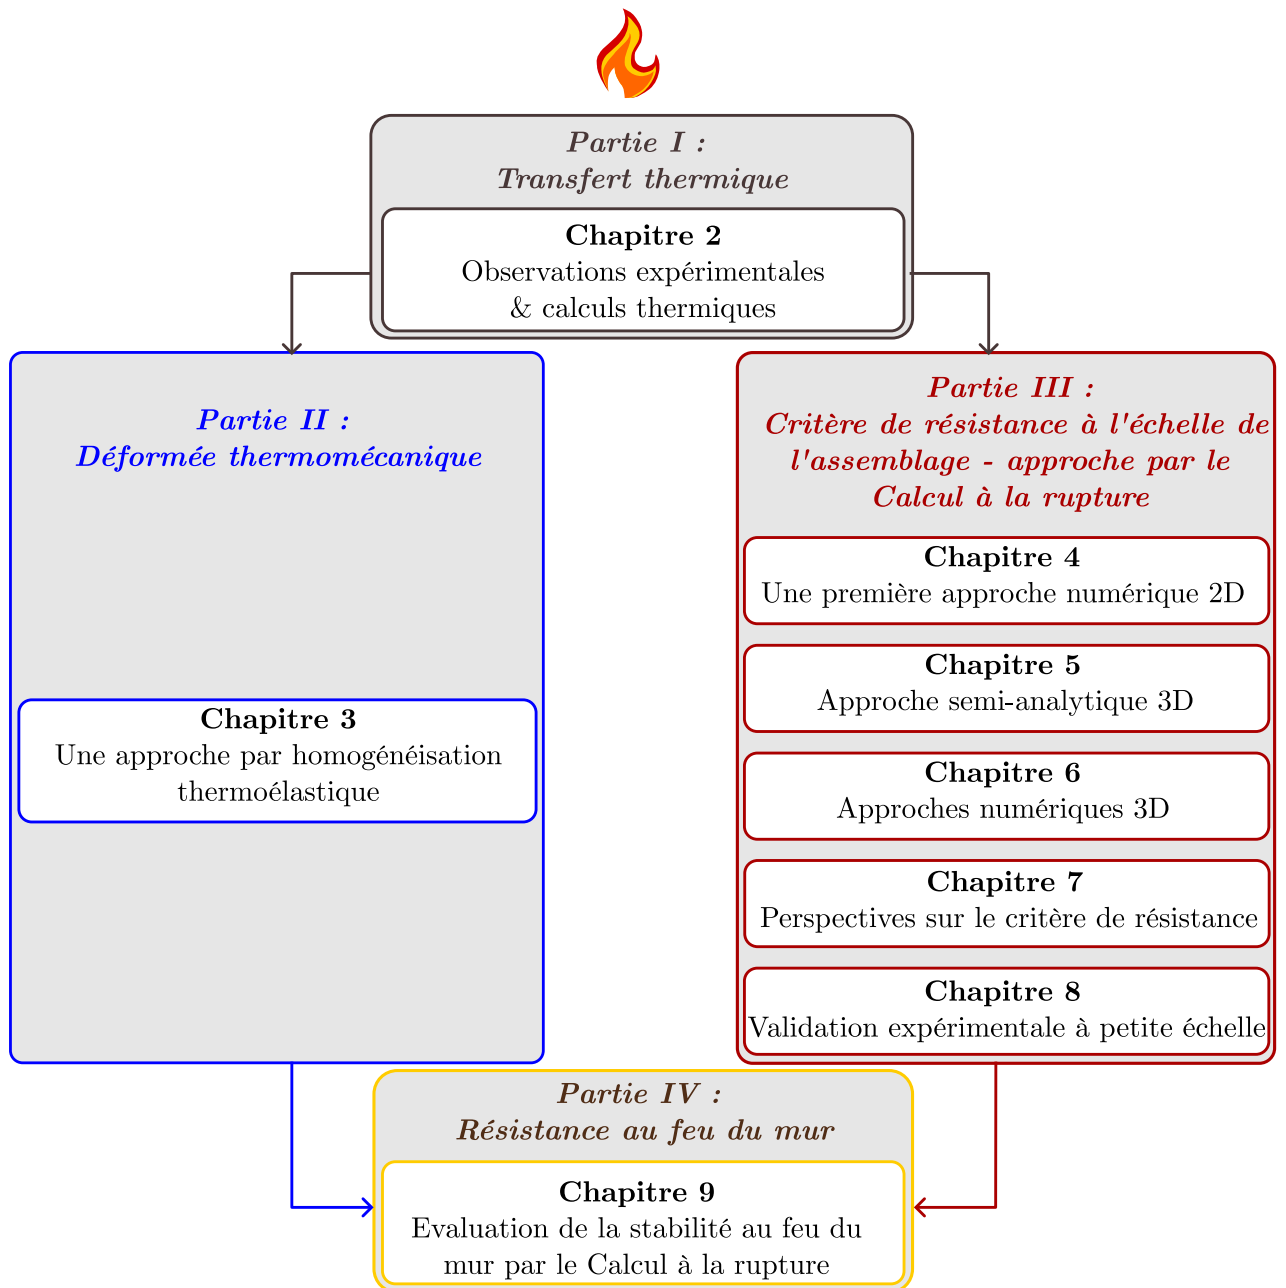 Partie I :
Transfert thermique
Chapitre 2
Observations expérimentales
& calculs thermiques
Partie II :
Déformée thermomécanique
Chapitre 3
Une approche par homogénéisation
thermoélastique
Partie III :
Critère de résistance à l'échelle de
l'assemblage - approche par le
Calcul à la rupture
Chapitre 4
Une première approche numérique 2D
Chapitre 5
Approche semi-analytique 3D
Chapitre 6
Approches numériques 3D
Chapitre 7
Perspectives sur le critère de résistance
Chapitre 8
Validation expérimentale à petite échelle
Partie IV :
Résistance au feu du mur
Chapitre 9
Evaluation de la stabilité au feu du
mur par le Calcul à la rupture